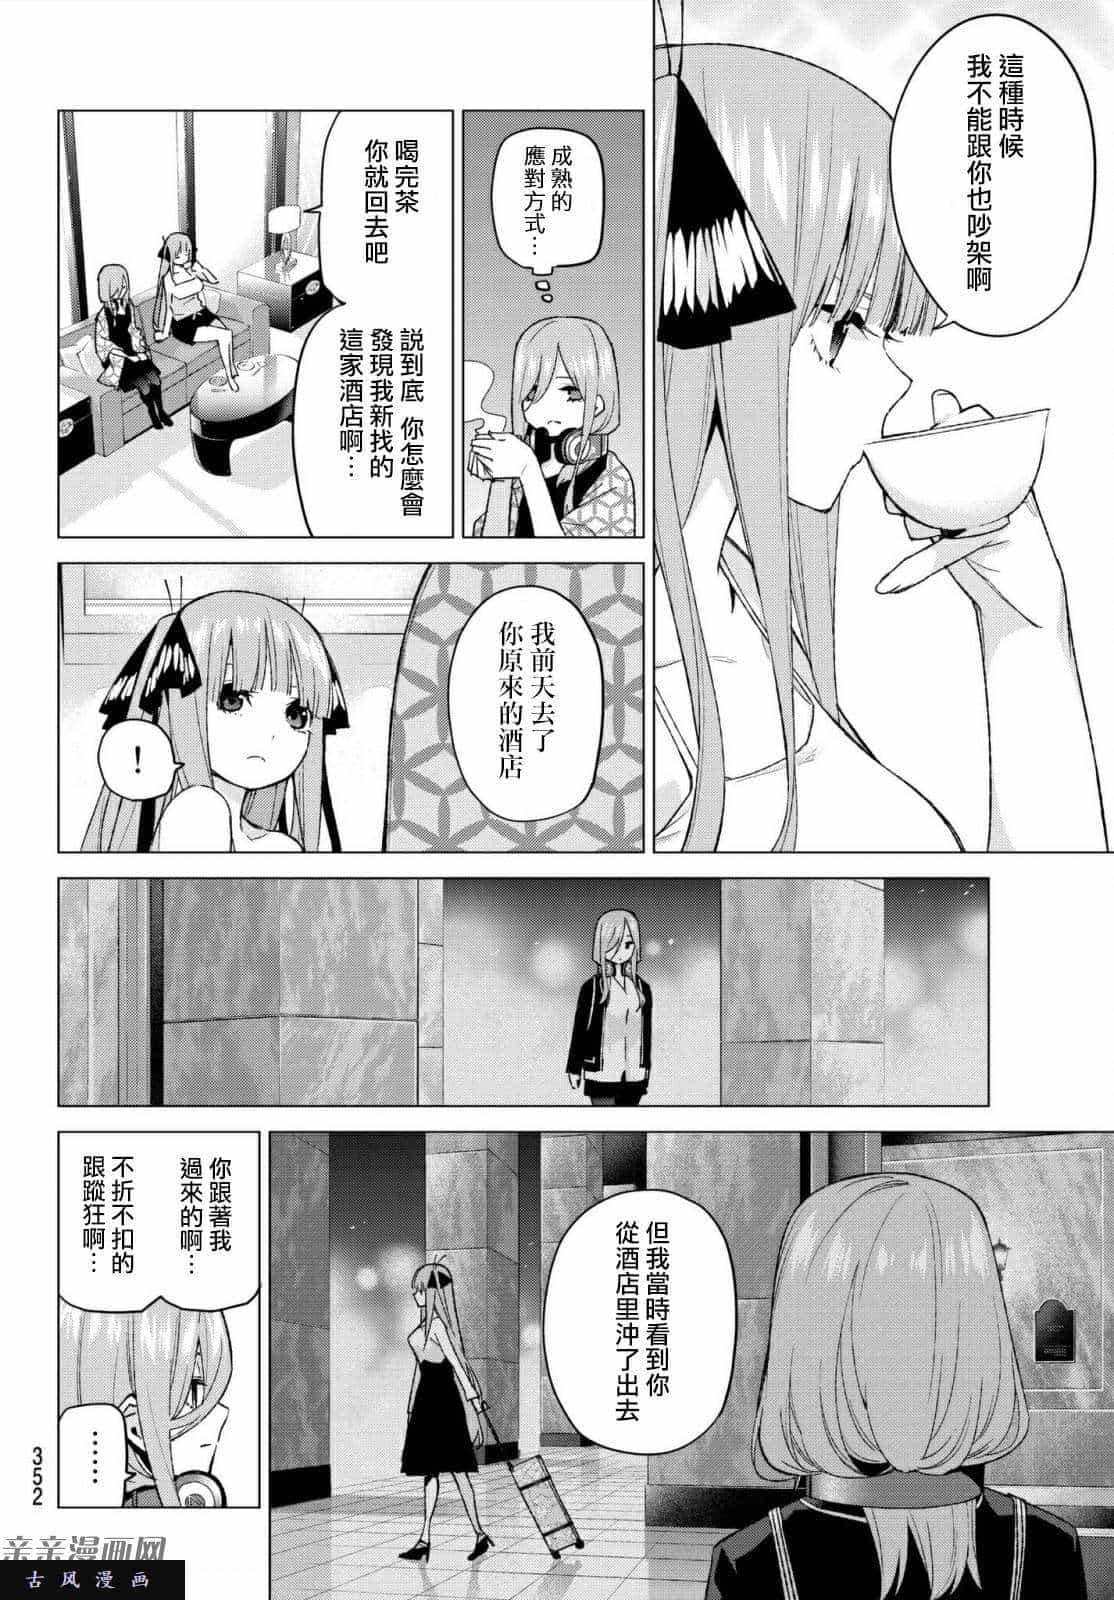 這種時候
我不能跟你也吵架啊
成熟的
應對方式…
喝完茶
你就回去吧
說到底 你怎麼會
發現我新找的
這家酒店啊…
我前天去了
你原來的酒店
！
但我當時看到你
從酒店里沖了出去
你跟著我
過來的啊…
不折不扣的
跟蹤狂啊…
……
352
亲亲漫画网
古风漫画